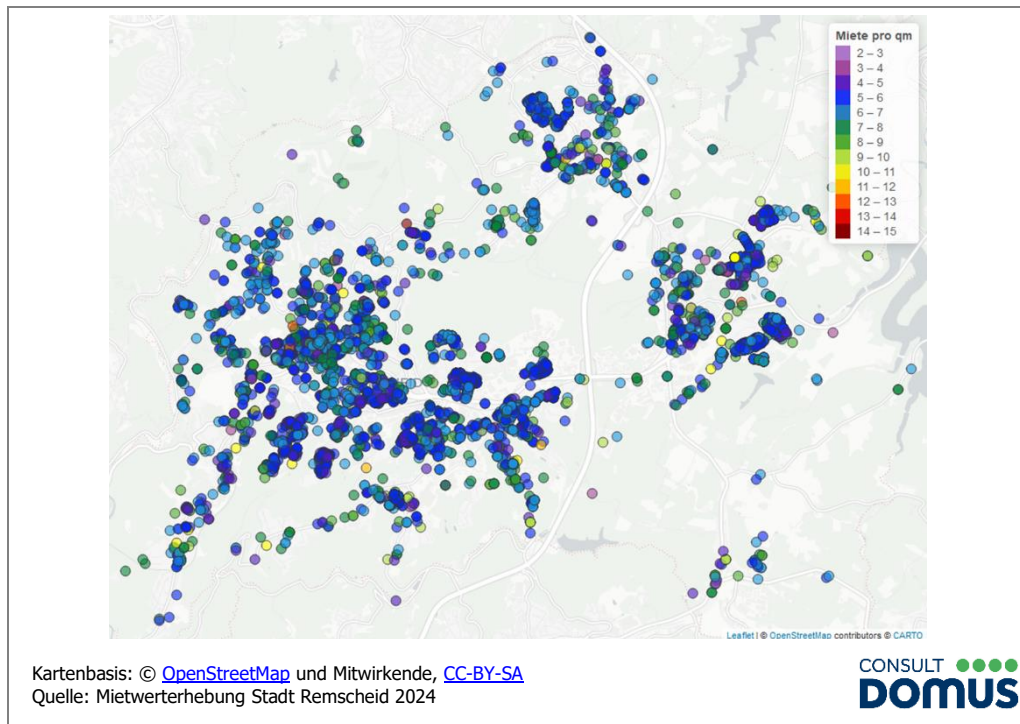 Miete pro qm
2 – 3
3 – 4
4 – 5
5 – 6
6 – 7
7 – 8
8 – 9
9 – 10
10 – 11
11 – 12
12 – 13
13 – 14
14 – 15
Leaflet | © OpenStreetMap contributors © CARTO
Kartenbasis: © OpenStreetMap und Mitwirkende, CC-BY-SA
Quelle: Mietwerterhebung Stadt Remscheid 2024
CONSULT
DOMUS